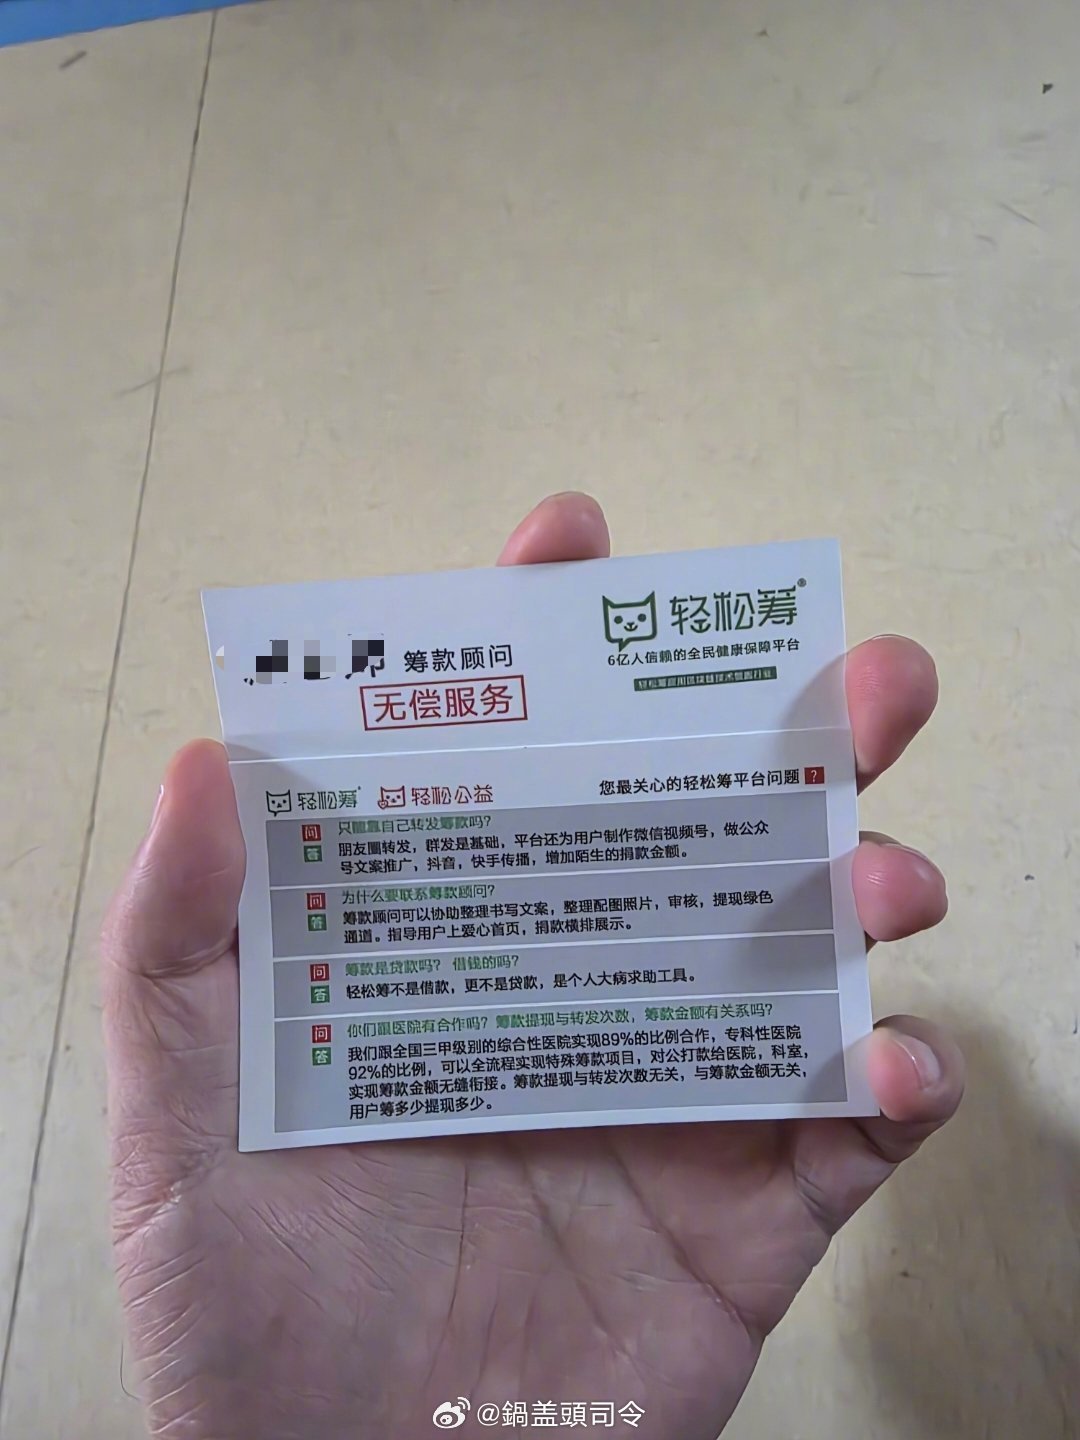 筹款顾问
无偿服务
轻松筹®
6亿人信赖的全民健康保障平台
轻松筹 轻松公益
您最关心的轻松筹平台问题?
问 只能靠自己转发筹款吗?
答 朋友圈转发,群发是基础,平台还为用户制作微信视频号,做公众
号文案推广,抖音,快手传播,增加陌生的捐款金额。
问 为什么要联系筹款顾问?
答 筹款顾问可以协助整理书写文案,整理配图照片,审核,提现绿色
通道。指导用户上爱心首页,捐款横排展示。
问 筹款是贷款吗? 借钱的吗?
答 轻松筹不是借款,更不是贷款,是个人大病求助工具。
问 你们跟医院有合作吗? 筹款提现与转发次数,筹款金额有关系吗?
答 我们跟全国三甲级别的综合性医院实现89%的比例合作,专科性医院
92%的比例,可以全流程实现特殊筹款项目,对公打款给医院,科室,
实现筹款金额无缝衔接。筹款提现与转发次数无关,与筹款金额无关,
用户筹多少提现多少。
@鍋盖頭司令